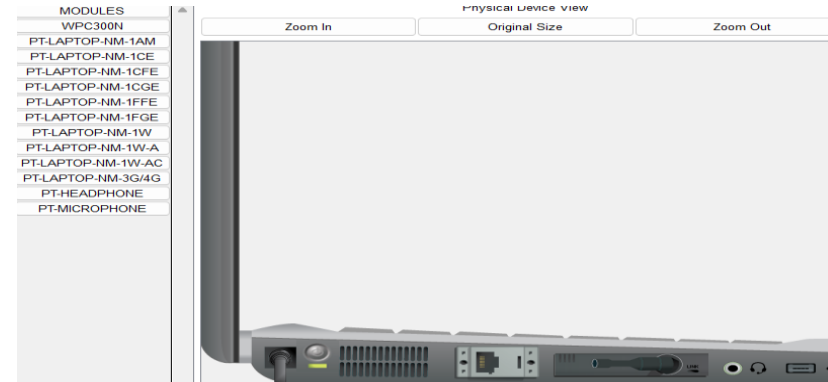 MODULES
WPC300N
PT-LAPTOP-NM-1AM
PT-LAPTOP-NM-1CE
PT-LAPTOP-NM-1CFE
PT-LAPTOP-NM-1CGE
PT-LAPTOP-NM-1FFE
PT-LAPTOP-NM-1FGE
PT-LAPTOP-NM-1W
PT-LAPTOP-NM-1W-A
PT-LAPTOP-NM-1W-AC
PT-LAPTOP-NM-3G/4G
PT-HEADPHONE
PT-MICROPHONE
Physical Device View
Zoom In
Original Size
Zoom Out